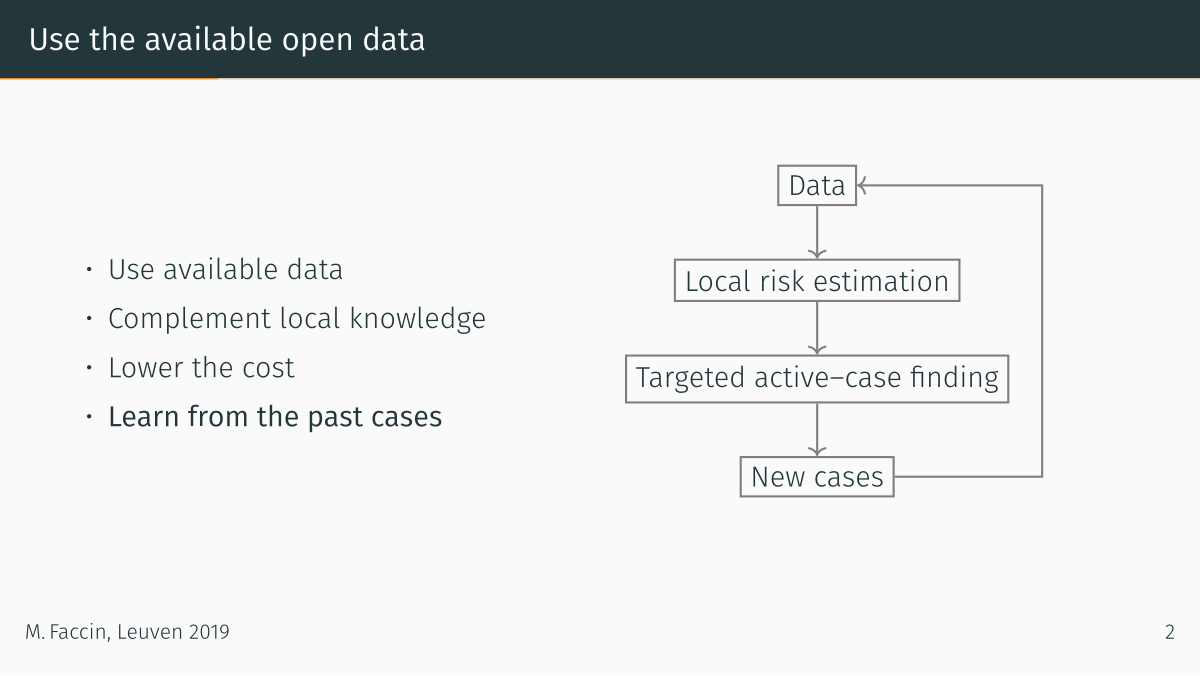 Use the available open data
• Use available data
• Complement local knowledge
• Lower the cost
• Learn from the past cases
Data
Local risk estimation
Targeted active–case finding
New cases
M. Faccin, Leuven 2019
2